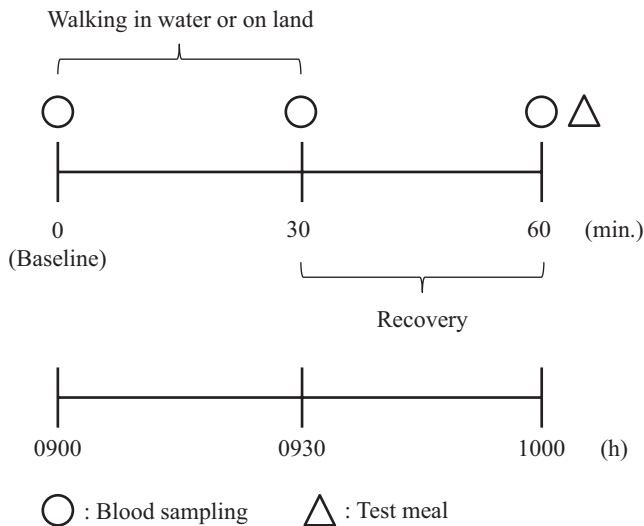 Walking in water or on land
0
30
60
(min.)
(Baseline)
Recovery
0900
0930
1000
(h)
: Blood sampling
: Test meal